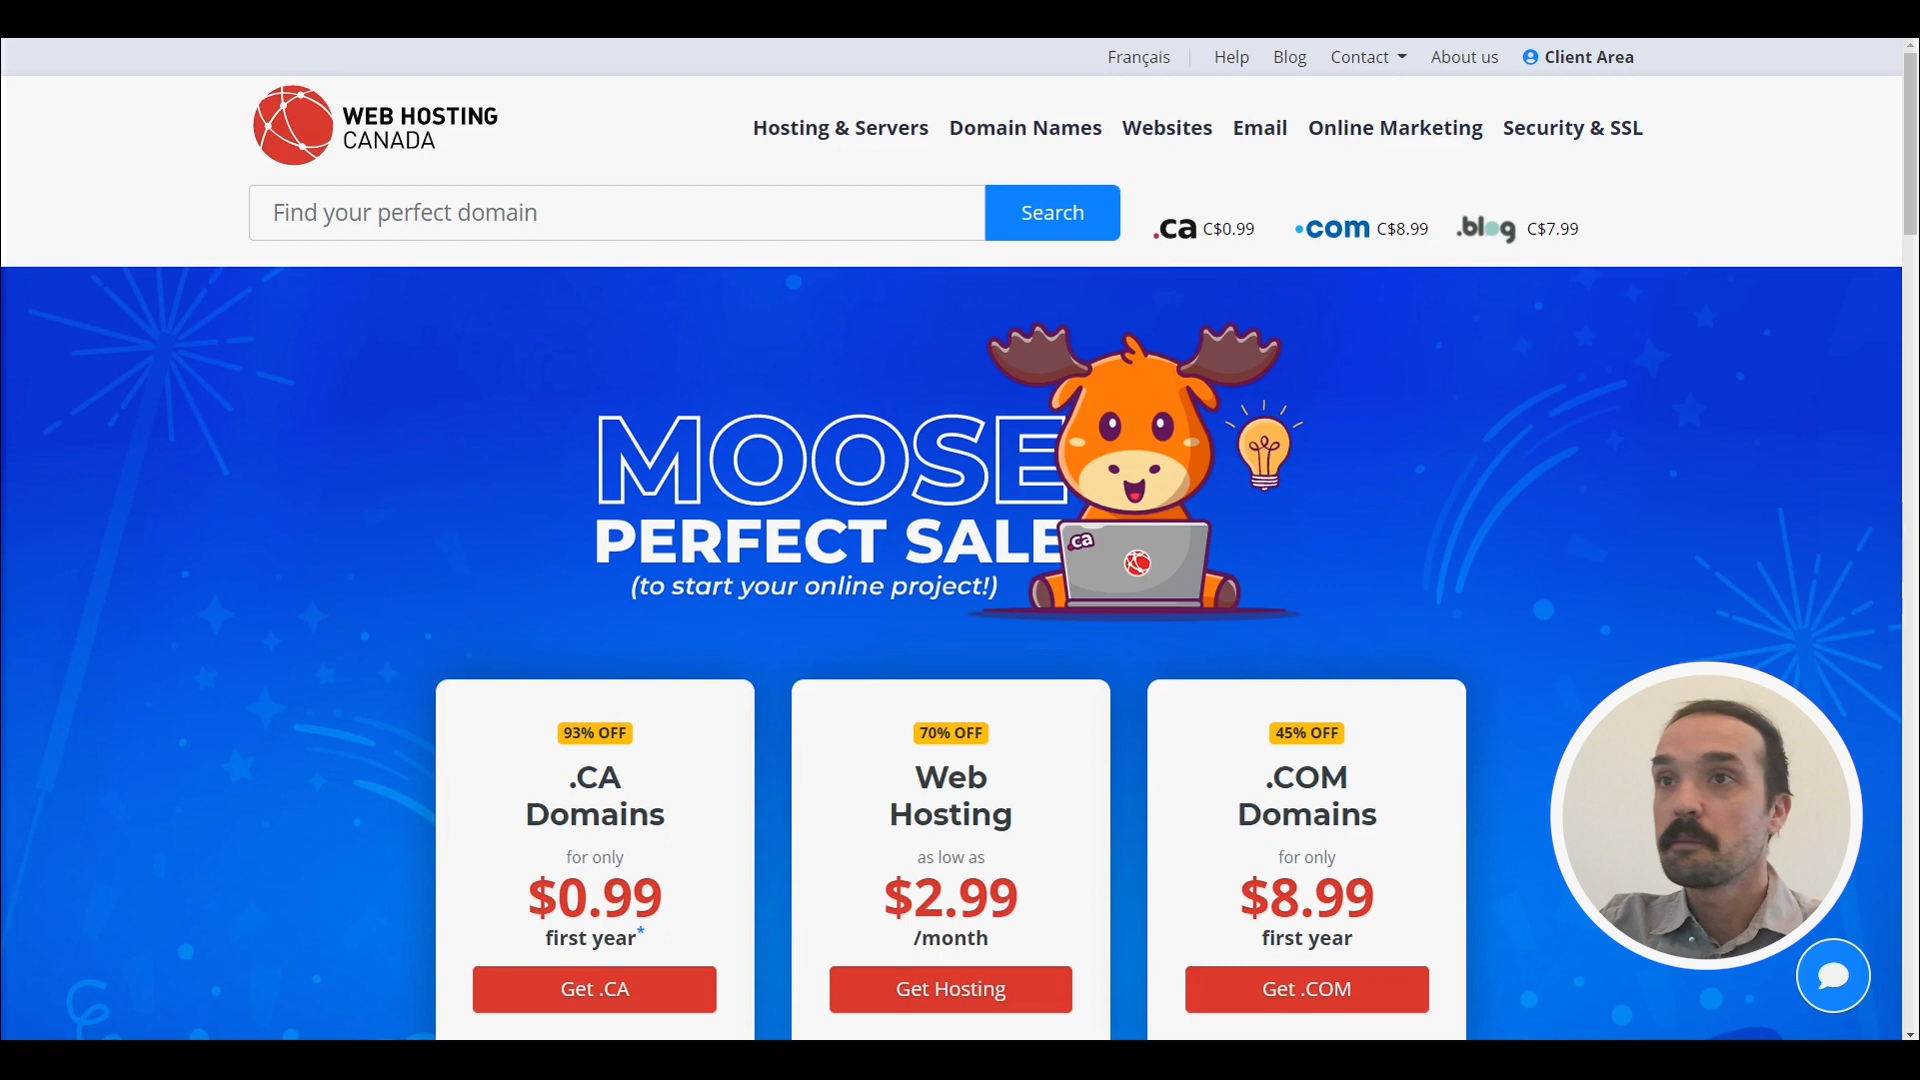 Français
Help
Blog
Contact
About us
Client Area
WEB HOSTING
CANADA
Hosting & Servers
Domain Names
Websites
Email
Online Marketing
Security & SSL
Find your perfect domain
Search
.ca C$0.99
.com C$8.99
.blog C$7.99
MOOSE
PERFECT SALE
(to start your online project!)
.ca
93% OFF
.CA
Domains
for only
$0.99
first year*
Get .CA
70% OFF
Web
Hosting
as low as
$2.99
/month
Get Hosting
45% OFF
.COM
Domains
for only
$8.99
first year
Get .COM